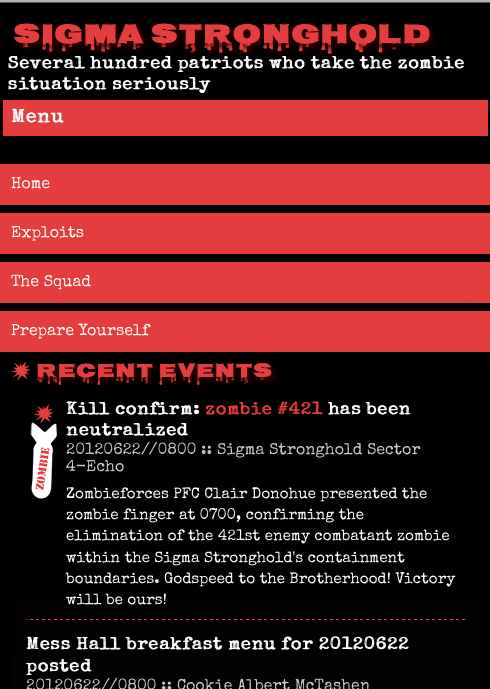 SIGMA STRONGHOLD
Several hundred patriots who take the zombie
situation seriously
Menu
Home
Exploits
The Squad
Prepare Yourself
RECENT EVENTS
Kill confirm: zombie #421 has been
neutralized
20120622//0800 :: Sigma Stronghold Sector
4-Echo
ZOMBIE
Zombieforces PFC Clair Donohue presented the
zombie finger at 0700, confirming the
elimination of the 421st enemy combatant zombie
within the Sigma Stronghold's containment
boundaries. Godspeed to the Brotherhood! Victory
will be ours!
Mess Hall breakfast menu for 20120622
posted
20120622//0800 :: Cookie Albert McTashen